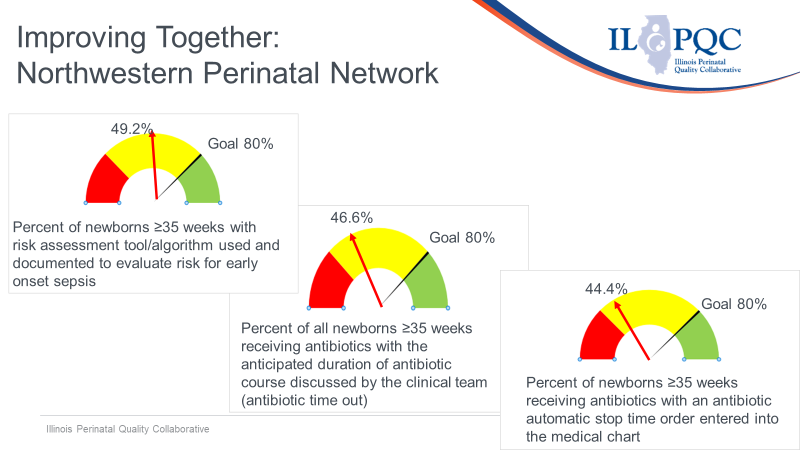 Improving Together:
Northwestern Perinatal Network
IL PQC
Illinois Perinatal
Quality Collaborative
49.2%
Goal 80%
Percent of newborns ≥35 weeks with
risk assessment tool/algorithm used and
documented to evaluate risk for early
onset sepsis
46.6%
Goal 80%
Percent of all newborns ≥35 weeks
receiving antibiotics with the
anticipated duration of antibiotic
course discussed by the clinical team
(antibiotic time out)
44.4%
Goal 80%
Percent of newborns ≥35 weeks
receiving antibiotics with an antibiotic
automatic stop time order entered into
the medical chart
Illinois Perinatal Quality Collaborative